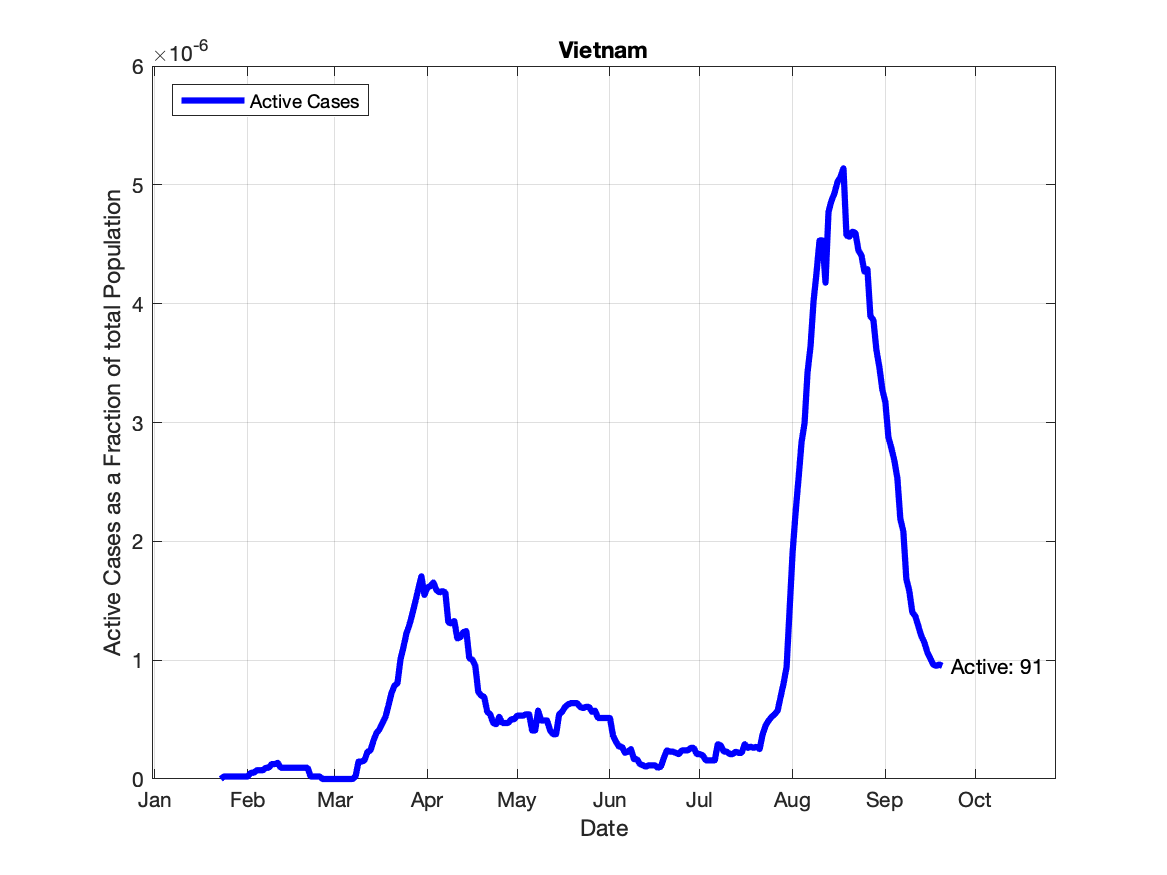 Vietnam
×10-6
6
5
4
3
2
1
0
Active Cases as a Fraction of total Population
Active Cases
Active: 91
Jan Feb Mar Apr May Jun Jul Aug Sep Oct
Date